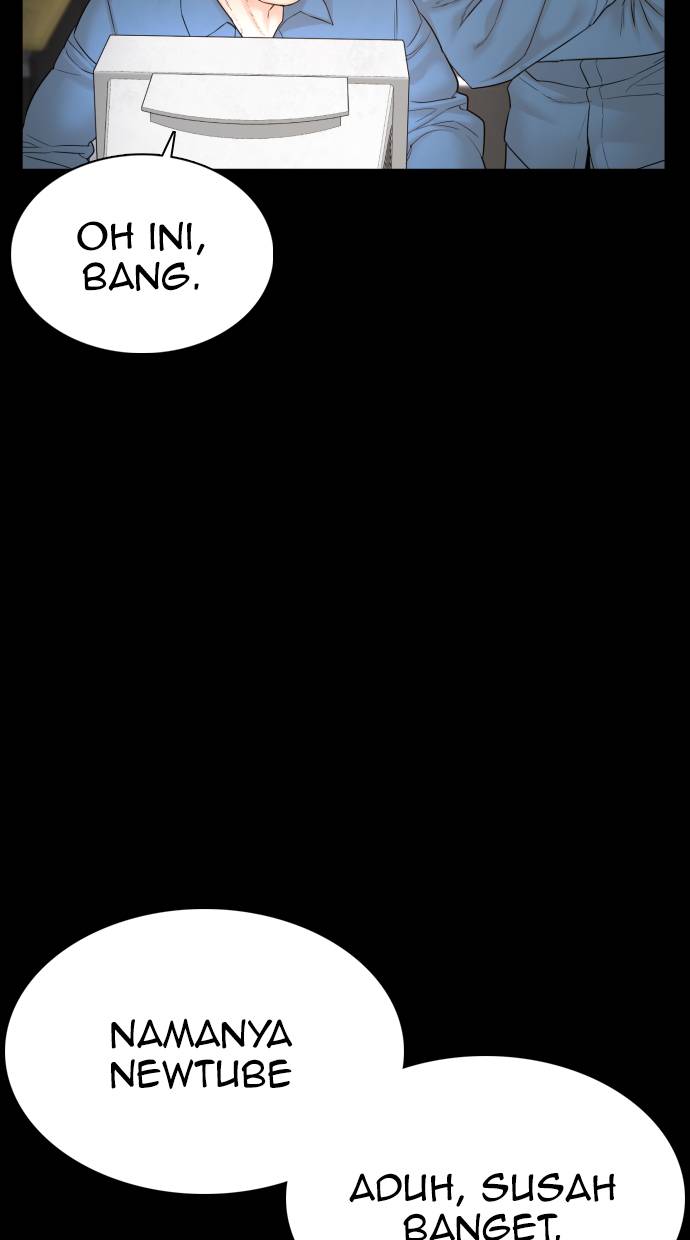 OH INI,
BANG.
NAMANYA
NEWTUBE
ADUH, SUSAH
BANGET.